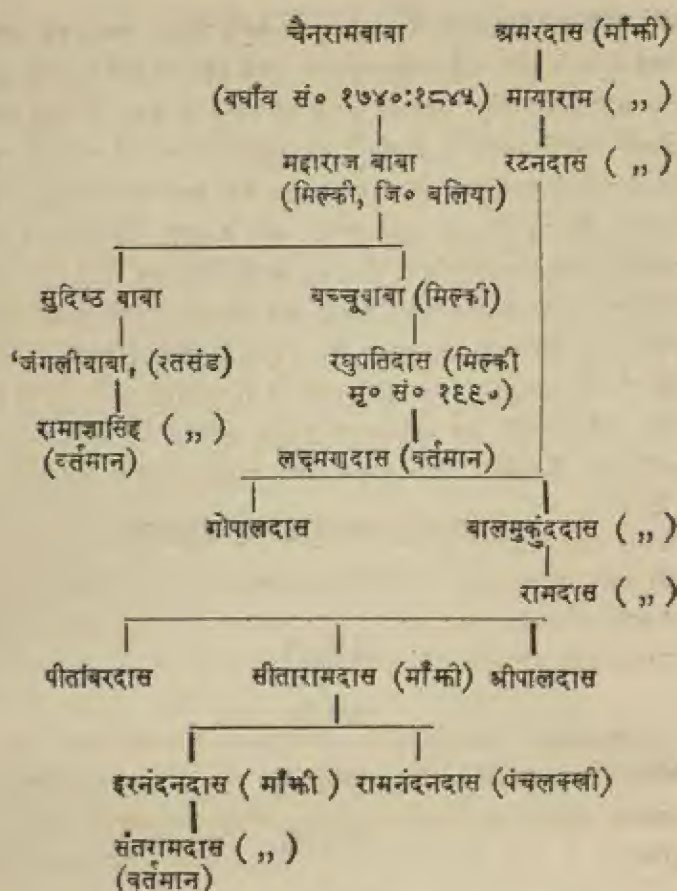 चैनरामबाबा अमरदास (माँझी)
(बघाँव सं० १७४०:१८४५) मायाराम ( ,, )
महाराज बाबा रटनदास ( ,, )
(मिल्की, जि० बलिया)
सुदिष्ठ बाबा बच्चूबाबा (मिल्की)
'जंगलीबाबा, (रतसंड) रघुपतिदास (मिल्की
मृ० सं० १९९०)
रामाज्ञासिंह ( ,, ) लक्ष्मणदास (वर्तमान)
(वर्तमान)
गोपालदास बालमुकुंददास ( ,, )
रामदास ( ,, )
पीतांबरदास सीतारामदास (माँझी) श्रीपालदास
हरनंदनदास ( माँझी ) रामनंदनदास (पंचलक्खी)
संतरामदास ( ,, )
(वर्तमान)